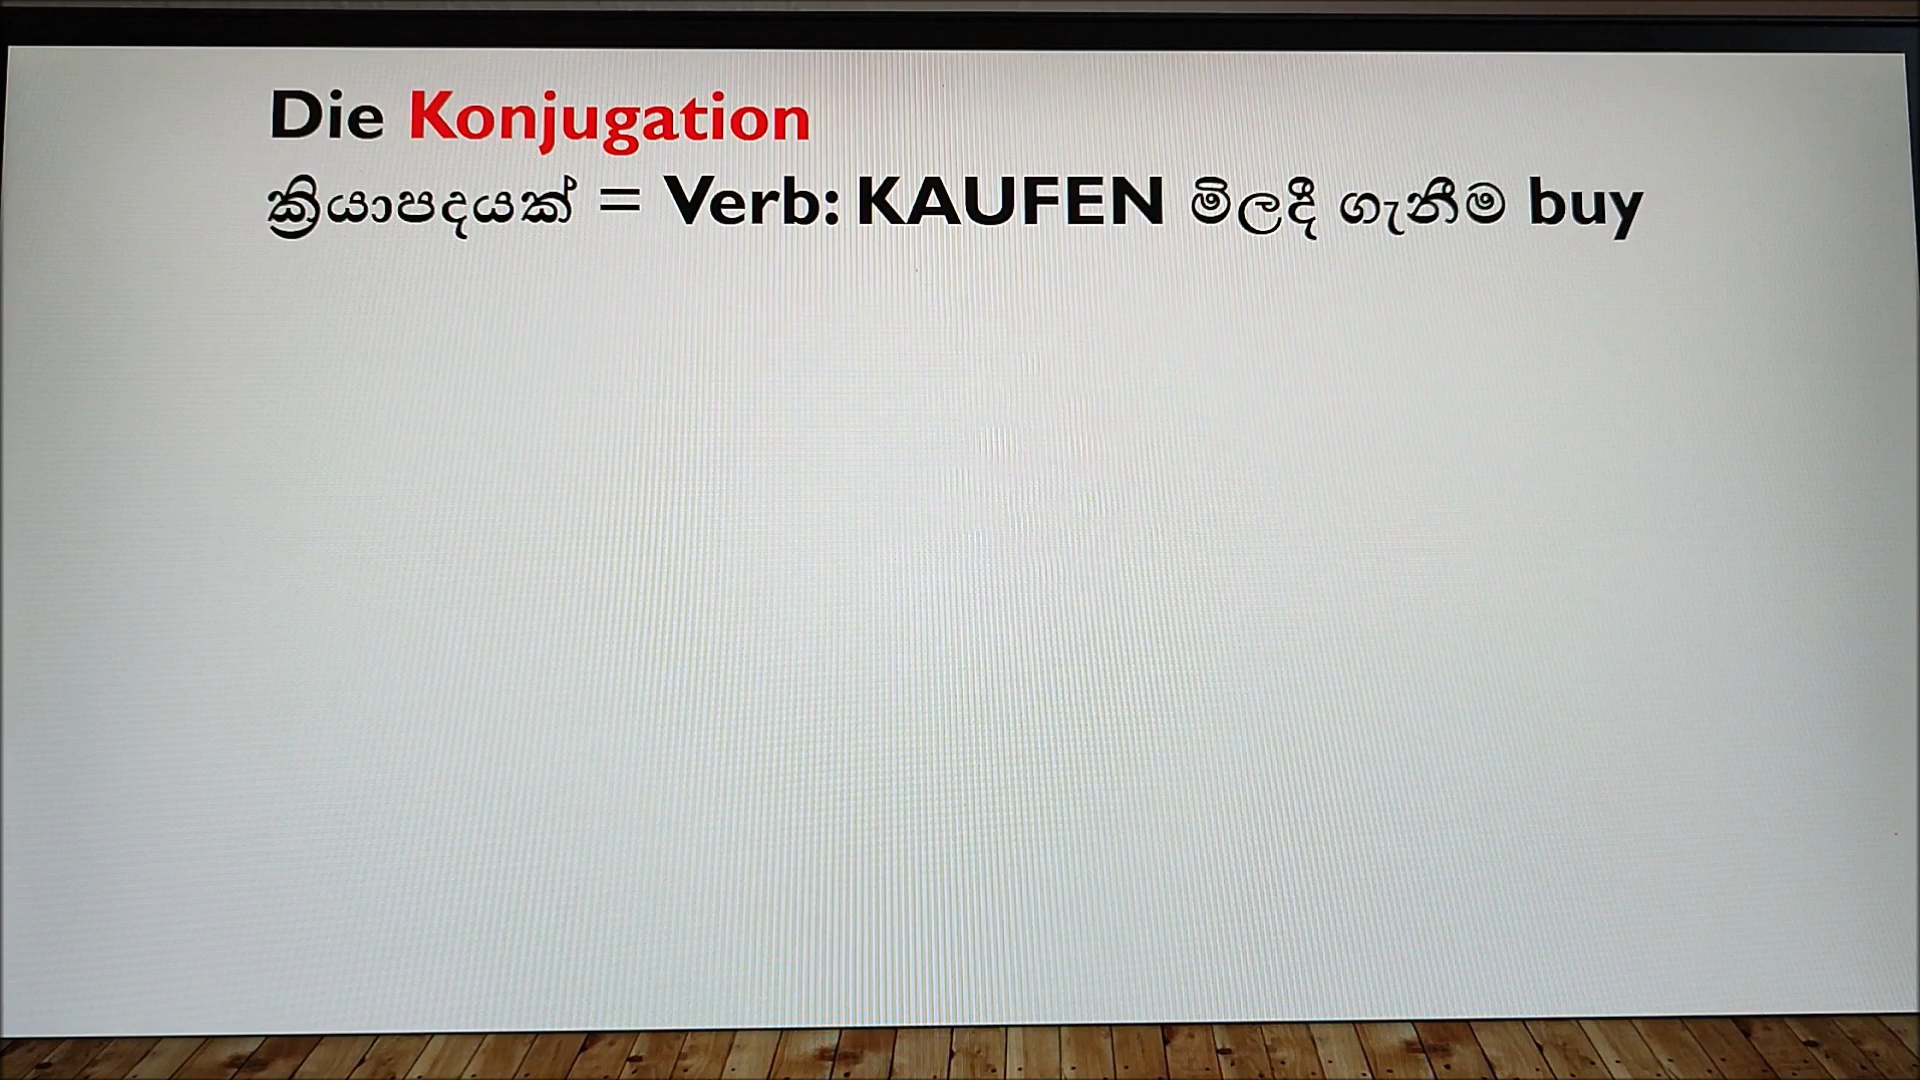 Die Konjugation
ක්‍රියාපදයක් = Verb: KAUFEN මිලදී ගැනීම buy